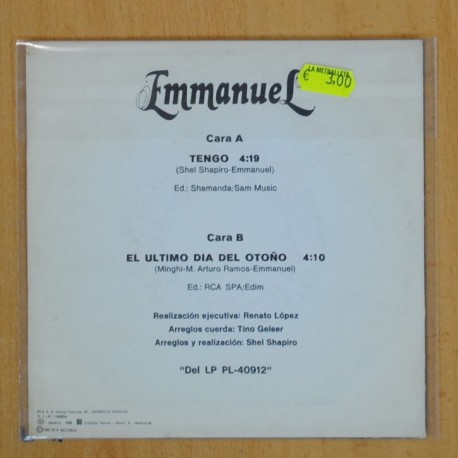 Emmanuel
LA METRALLETA
€ 3,00
Cara A
TENGO 4:19
(Shel Shapiro-Emmanuel)
Ed.: Shamanda/Sam Music
Cara B
EL ULTIMO DIA DEL OTOÑO 4:10
(Minghi-M. Arturo Ramos-Emmanuel)
Ed.: RCA SPA/Edim
Realización ejecutiva: Renato López
Arreglos cuerda: Tino Geiser
Arreglos y realización: Shel Shapiro
"Del LP PL-40912"